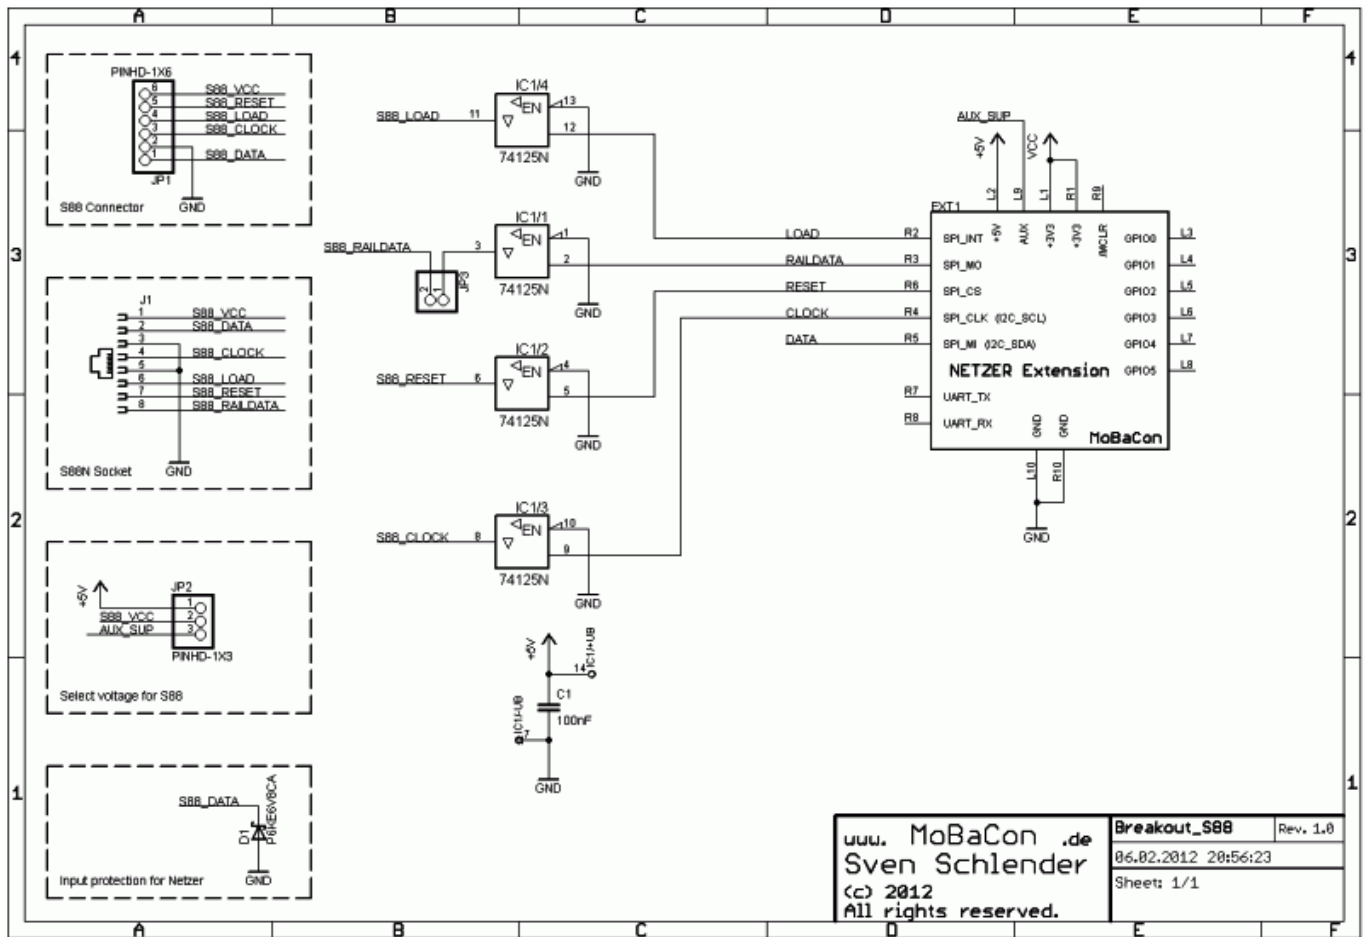 A B C D E F
4 4
3 3
2 2
1 1
PINHD-1X6
6 S88_VCC
5 S88_RESET
4 S88_LOAD
3 S88_CLOCK
2
1 S88_DATA
JP1
S88 Connector GND
J1
1 S88_VCC
2 S88_DATA
3
4 S88_CLOCK
5
6 S88_LOAD
7 S88_RESET
8 S88_RAILDATA
S88N Socket GND
+5V JP2
1
S88_VCC 2
AUX_SUP 3
PINHD-1X3
Select voltage for S88
S88_DATA
D1 P6KE6V8CA
Input protection for Netzer GND
IC1/4
S88_LOAD 11 EN 13
12
74125N
GND
IC1/1
S88_RAILDATA 3 EN 1
2
2 1 JP3
74125N
GND
IC1/2
S88_RESET 6 EN 4
5
74125N
GND
IC1/3
S88_CLOCK 8 EN 10
9
74125N
GND
+5V IC1/+UB
14
C1
100nF
IC1/-UB
7
GND
AUX_SUP
+5V VCC
L2 L9 L1 R1 R9
EXT1
+5V AUX +3V3 +3V3 /MCLR
LOAD R2 SPI_INT GPIO0 L3
RAILDATA R3 SPI_MO GPIO1 L4
RESET R6 SPI_CS GPIO2 L5
CLOCK R4 SPI_CLK (I2C_SCL) GPIO3 L6
DATA R5 SPI_MI (I2C_SDA) GPIO4 L7
NETZER Extension GPIO5 L8
R7 UART_TX
R8 UART_RX
GND GND
MoBaCon
L10 R10
GND
www. MoBaCon .de
Sven Schlender
(c) 2012
All rights reserved.
Breakout_S88 Rev. 1.0
06.02.2012 20:56:23
Sheet: 1/1
A B C D E F